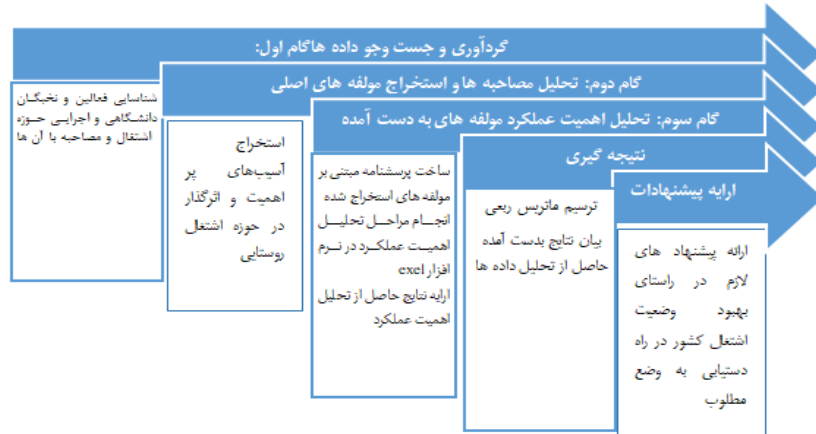 گردآوری و جست وجو داده هاگام اول:
شناسایی فعالین و نخبگان
دانشگاهی و اجرایی حوزه
اشتغال و مصاحبه با آن ها
گام دوم: تحلیل مصاحبه ها و استخراج مولفه های اصلی
استخراج
آسیب‌های پر
اهمیت و اثرگذار
در حوزه اشتغال
روستایی
گام سوم: تحلیل اهمیت عملکرد مولفه های به دست آمده
ساخت پرسشنامه مبتنی بر
مولفه های استخراج شده
انجام مراحل تحلیل
اهمیت عملکرد در نرم
افزار exel
ارایه نتایج حاصل از تحلیل
اهمیت عملکرد
نتیجه گیری
ترسیم ماتریس ربعی
بیان نتایج بدست آمده
حاصل از تحلیل داده ها
ارایه پیشنهادات
ارائه پیشنهاد های
لازم در راستای
بهبود وضعیت
اشتغال کشور در راه
دستیابی به وضع
مطلوب